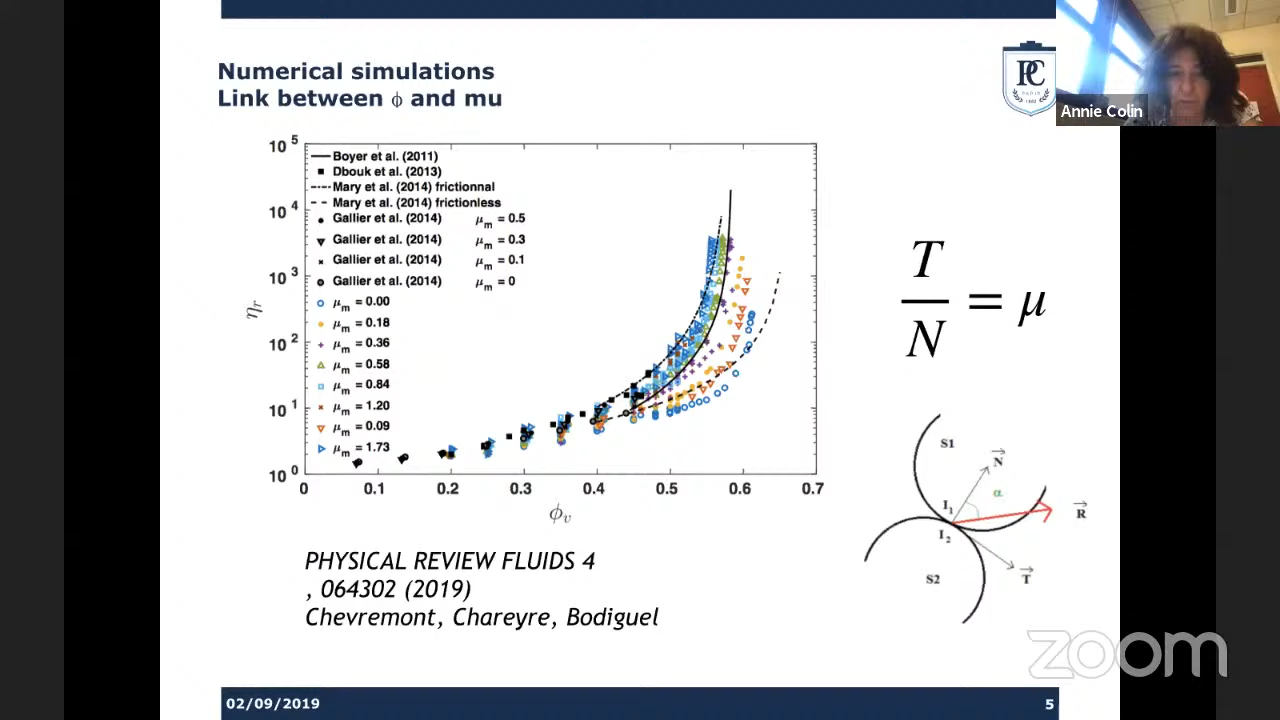 Numerical simulations
Link between ϕ and mu
PC
PARIS
1882
Annie Colin
10^5
10^4
10^3
10^2
10^1
10^0
η_r
Boyer et al. (2011)
Dbouk et al. (2013)
Mary et al. (2014) frictionnal
Mary et al. (2014) frictionless
Gallier et al. (2014) μ_m = 0.5
Gallier et al. (2014) μ_m = 0.3
Gallier et al. (2014) μ_m = 0.1
Gallier et al. (2014) μ_m = 0
μ_m = 0.00
μ_m = 0.18
μ_m = 0.36
μ_m = 0.58
μ_m = 0.84
μ_m = 1.20
μ_m = 0.09
μ_m = 1.73
0 0.1 0.2 0.3 0.4 0.5 0.6 0.7
ϕ_v
T/N = μ
S1
N
α
I1
R
I2
T
S2
PHYSICAL REVIEW FLUIDS 4
, 064302 (2019)
Chevremont, Chareyre, Bodiguel
zoom
02/09/2019
5